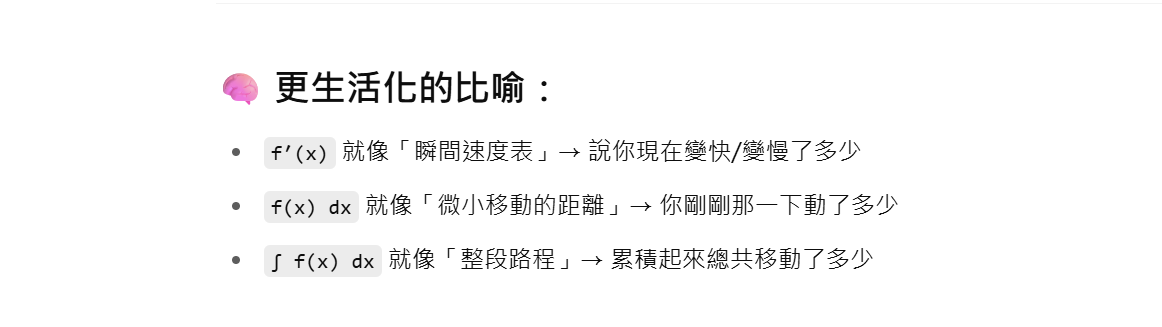 🧠 更生活化的比喻：
• f′(x) 就像「瞬間速度表」→ 說你現在變快/變慢了多少
• f(x) dx 就像「微小移動的距離」→ 你剛剛那一下動了多少
• ∫ f(x) dx 就像「整段路程」→ 累積起來總共移動了多少